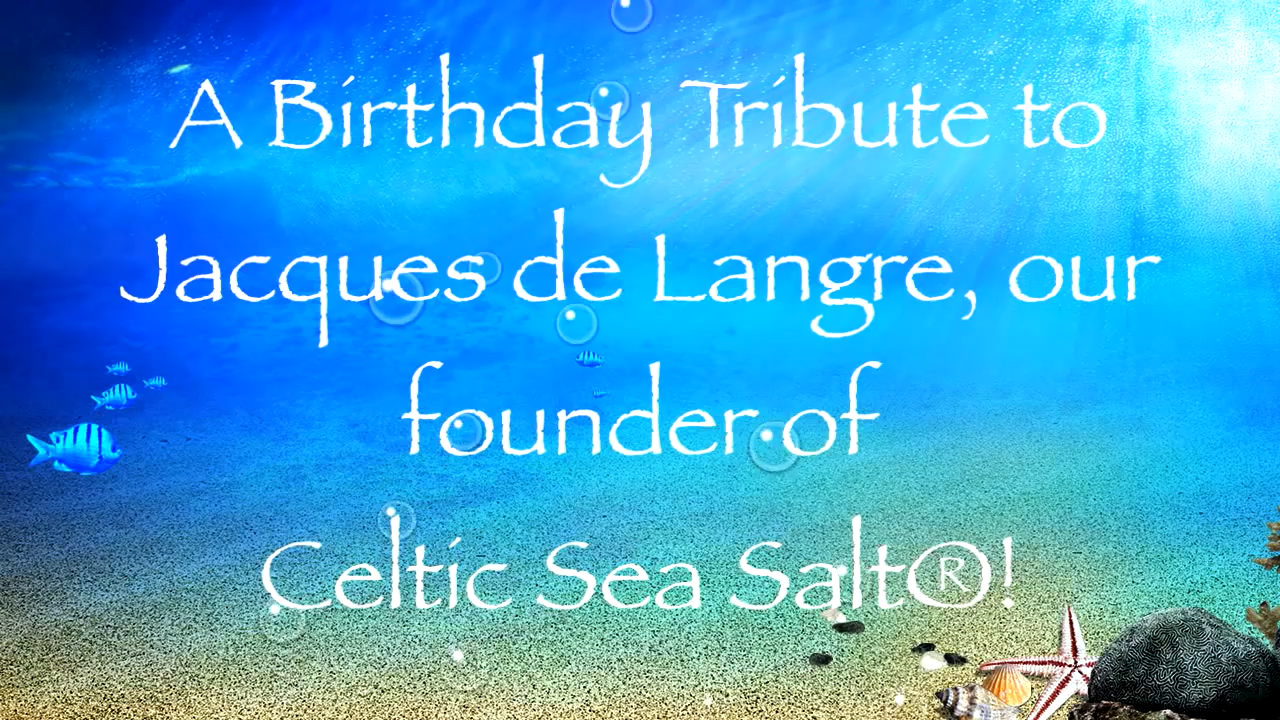 A Birthday Tribute to
Jacques de Langre, our
founder of
Celtic Sea Salt®!